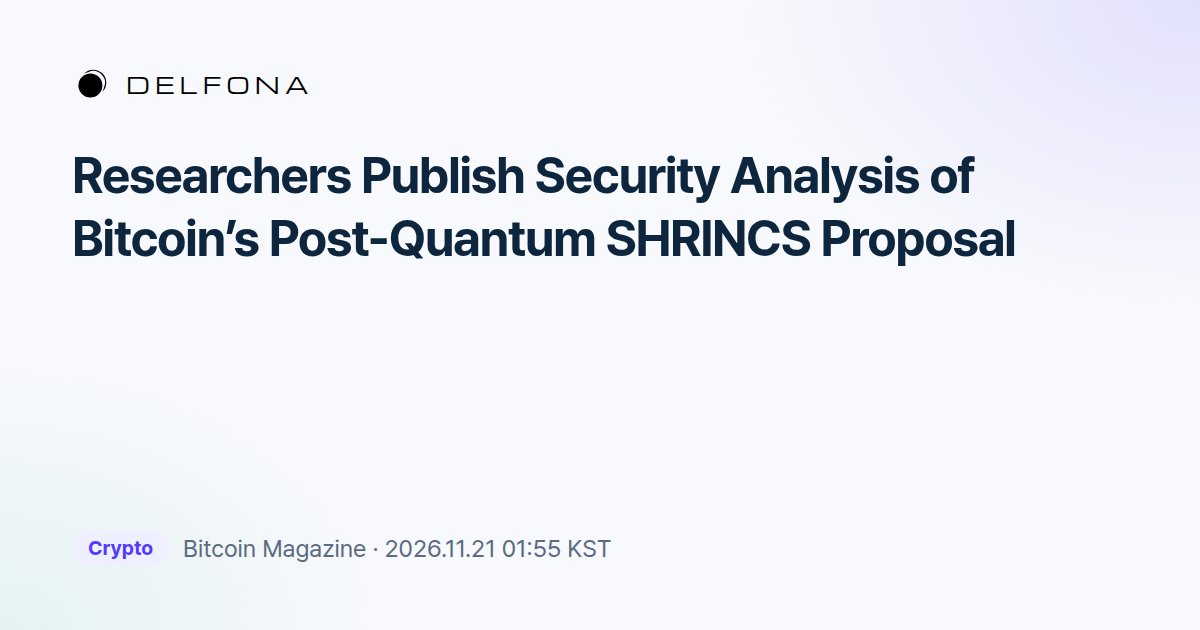 DELFONA
Researchers Publish Security Analysis of
Bitcoin’s Post-Quantum SHRINCS Proposal
Crypto
Bitcoin Magazine · 2026.11.21 01:55 KST